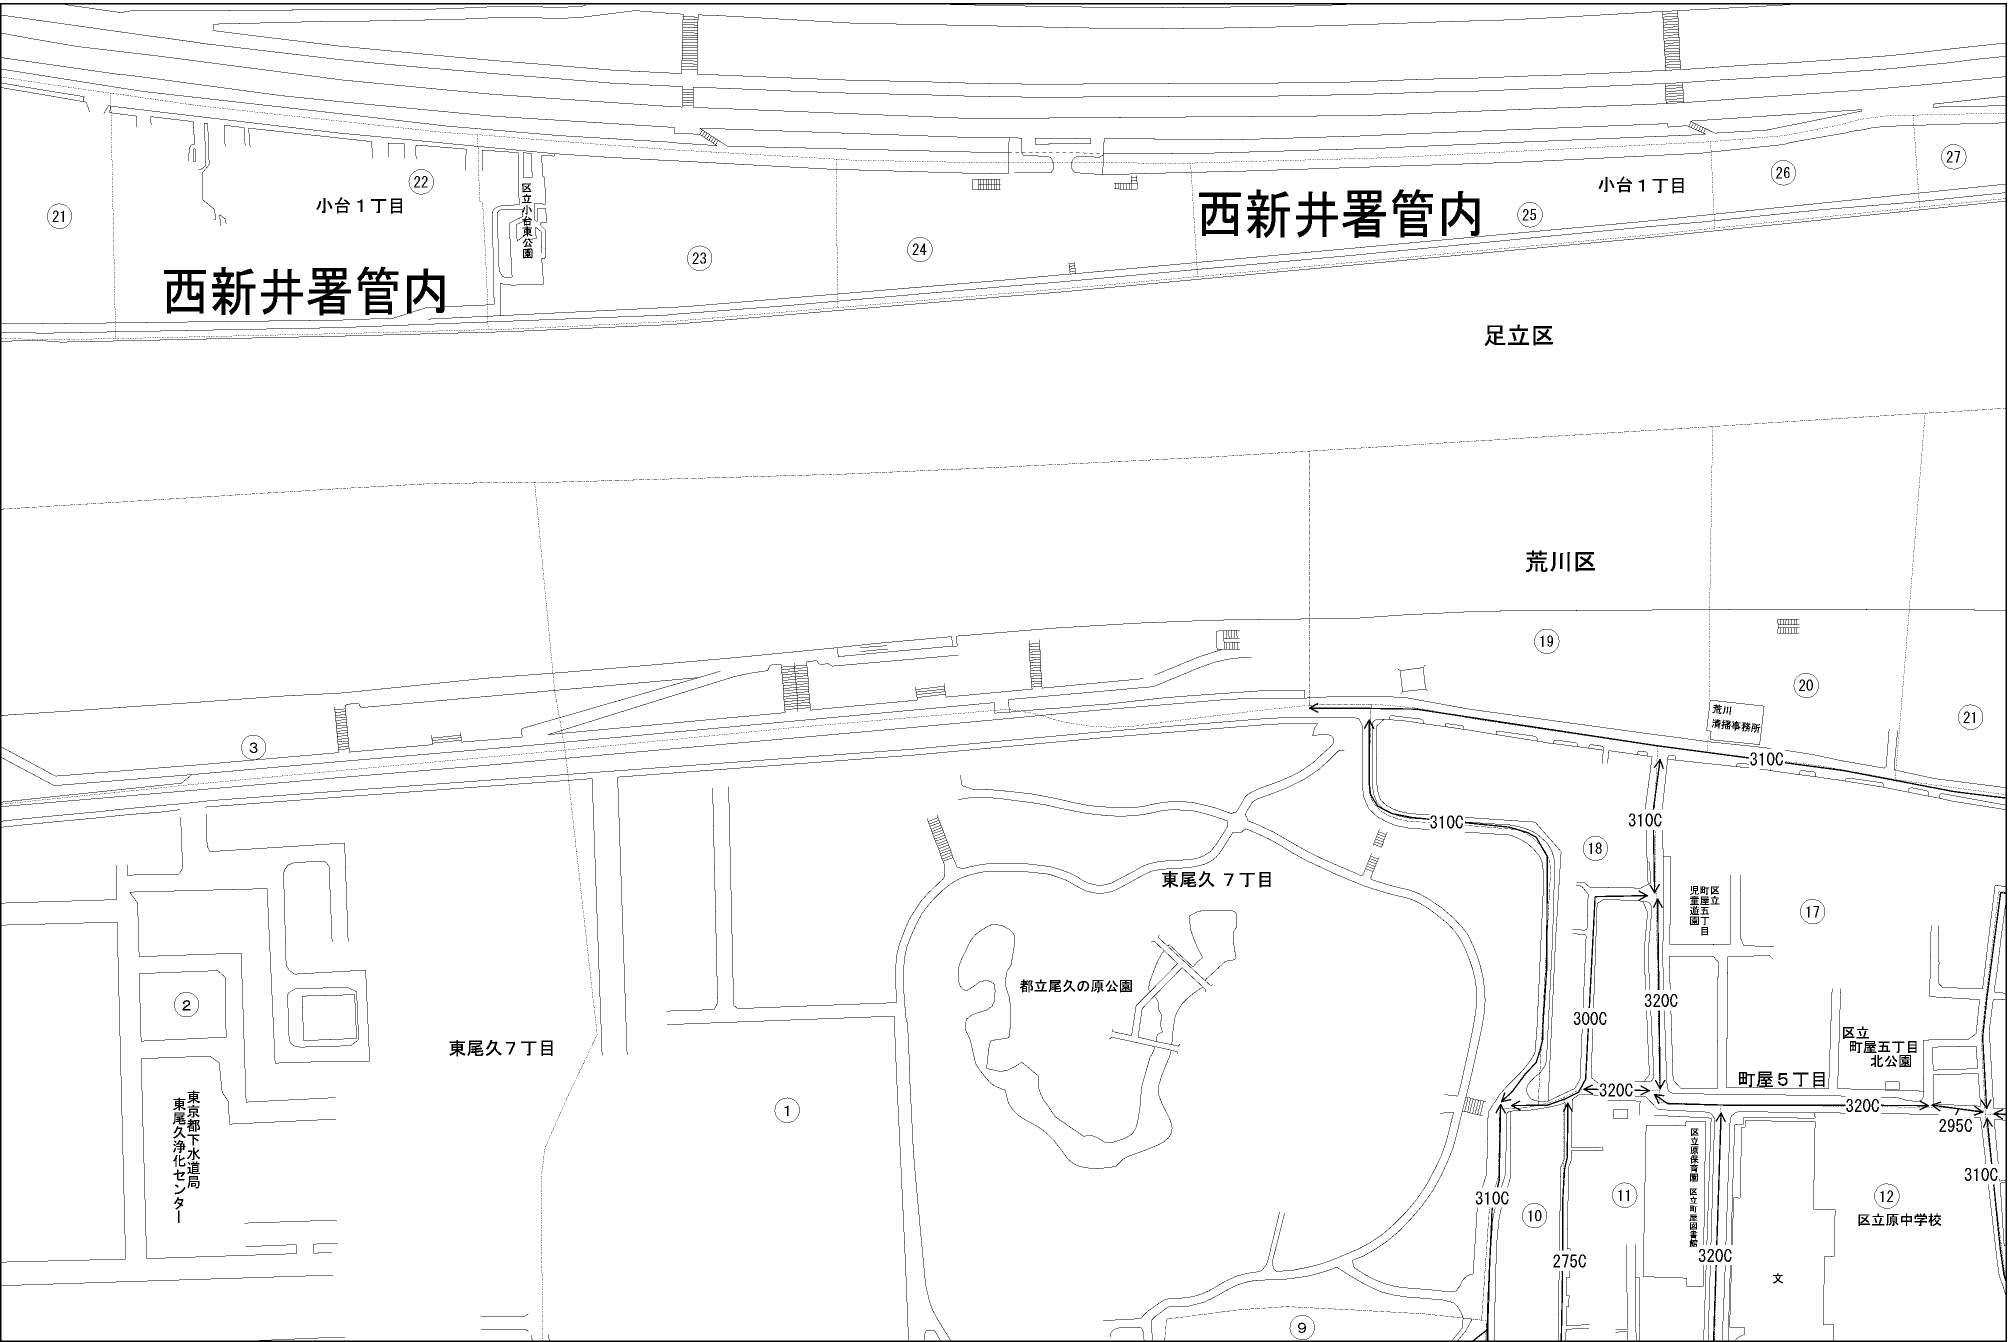 27
26
22
小台1丁目
小台1丁目
21
区立小台東公園
西新井署管内
25
24
23
西新井署管内
足立区
荒川区
19
20
荒川
清掃事務所
21
3
310C
310C
310C
18
東尾久 7丁目
区立
町屋五丁目
児童遊園
17
都立尾久の原公園
2
320C
300C
区立
町屋五丁目
北公園
東尾久7丁目
町屋5丁目
320C
320C
295C
1
東京都下水道局
東尾久浄化センター
区立原保育園 区立町屋図書館
310C
310C
11
12
10
区立原中学校
320C
275C
文
9